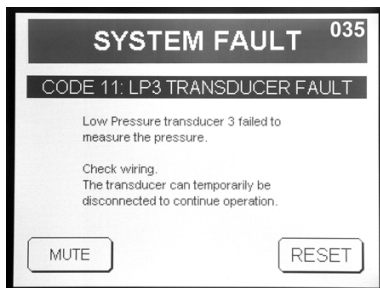 SYSTEM FAULT 035
CODE 11: LP3 TRANSDUCER FAULT
Low Pressure transducer 3 failed to
measure the pressure.
Check wiring.
The transducer can temporarily be
disconnected to continue operation.
MUTE RESET